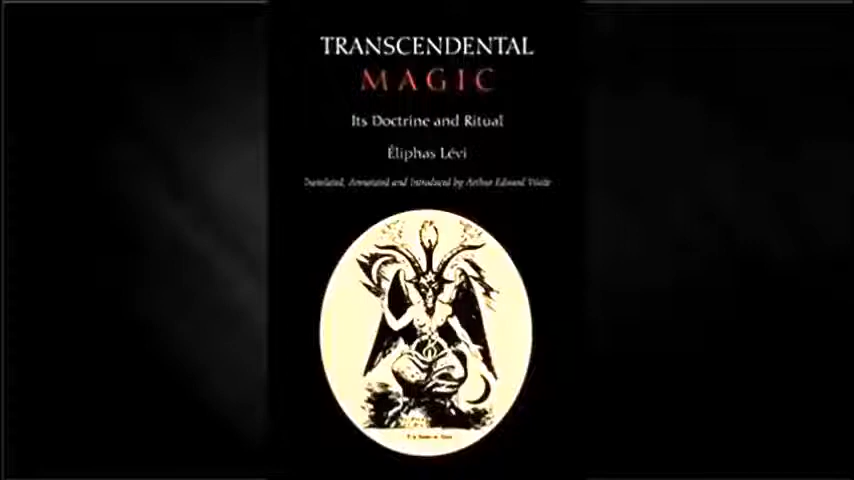 TRANSCENDENTAL
MAGIC
Its Doctrine and Ritual
Éliphas Lévi
Translated, Annotated and Introduced by Arthur Edward Waite